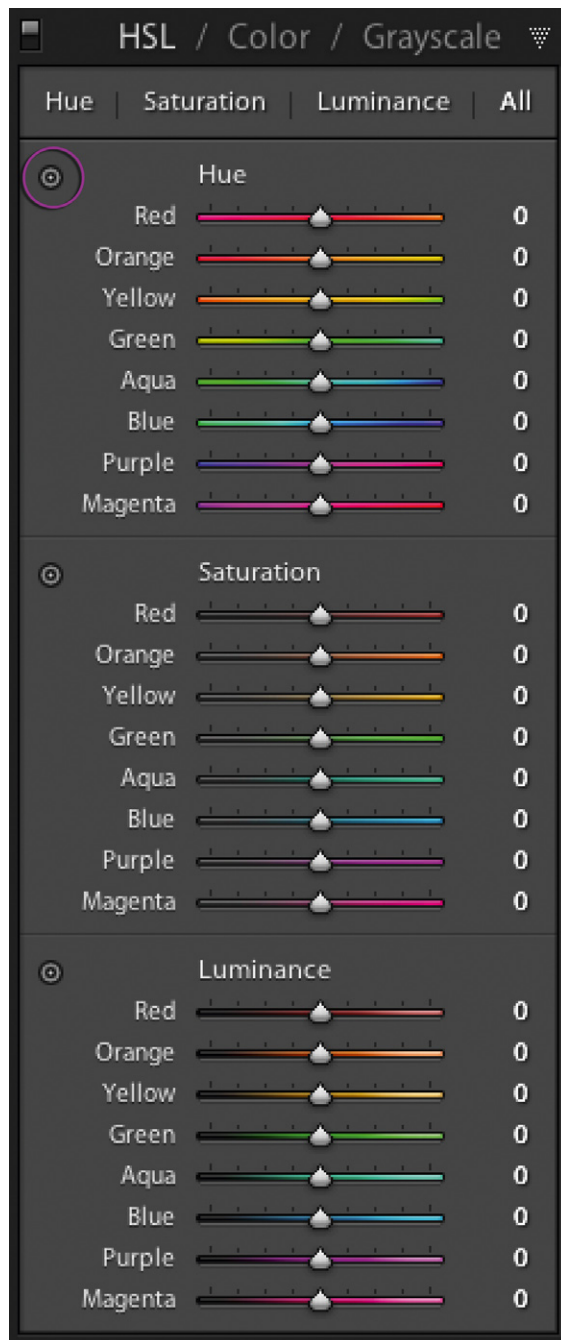 HSL / Color / Grayscale
Hue | Saturation | Luminance | All
Hue
Red 0
Orange 0
Yellow 0
Green 0
Aqua 0
Blue 0
Purple 0
Magenta 0
Saturation
Red 0
Orange 0
Yellow 0
Green 0
Aqua 0
Blue 0
Purple 0
Magenta 0
Luminance
Red 0
Orange 0
Yellow 0
Green 0
Aqua 0
Blue 0
Purple 0
Magenta 0